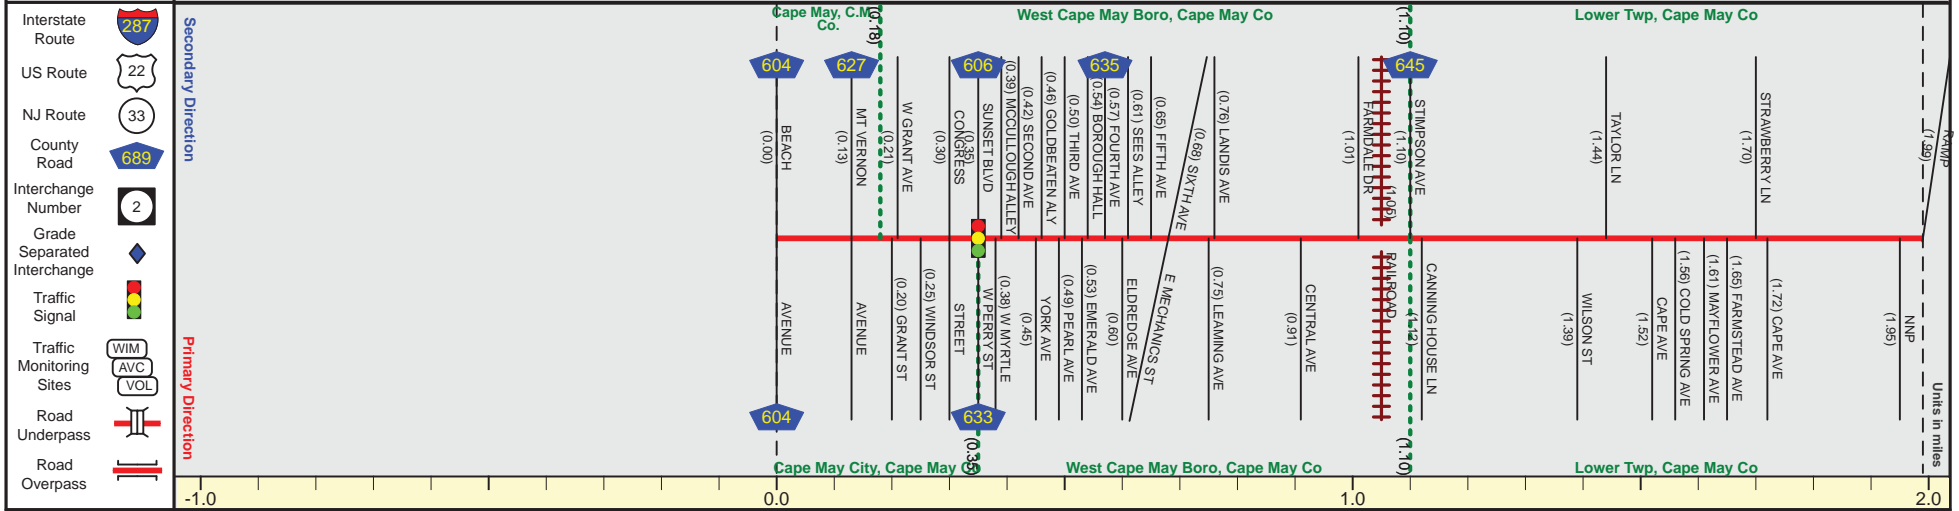 Interstate
Route
287
US Route
22
NJ Route
33
County
Road
689
Interchange
Number
2
Grade
Separated
Interchange
Traffic
Signal
Traffic
Monitoring
Sites
WIM
AVC
VOL
Road
Underpass
Road
Overpass
Secondary Direction
Primary Direction
Cape May, C.M
Co.
(0.18)
West Cape May Boro, Cape May Co
(1.10)
Lower Twp, Cape May Co
604
627
606
635
645
BEACH
(0.00)
MT VERNON
(0.13)
W GRANT AVE
(0.21)
CONGRESS
(0.30)
SUNSET BLVD
(0.35)
(0.39) MCCULLOUGH ALLEY
(0.42) SECOND AVE
(0.46) GOLDBEATEN ALY
(0.50) THIRD AVE
(0.54) BOROUGH HALL
(0.57) FOURTH AVE
(0.61) SEES ALLEY
(0.65) FIFTH AVE
(0.68) SIXTH AVE
(0.76) LANDIS AVE
FARMDALE DR
(1.01)
(1.05)
STIMPSON AVE
(1.10)
TAYLOR LN
(1.44)
STRAWBERRY LN
(1.70)
RAMP
(1.99)
AVENUE
AVENUE
(0.20) GRANT ST
(0.25) WINDSOR ST
STREET
W PERRY ST
(0.38) W MYRTLE
YORK AVE
(0.45)
(0.49) PEARL AVE
(0.53) EMERALD AVE
ELDREDGE AVE
(0.60)
E MECHANICS ST
(0.75) LEAMING AVE
CENTRAL AVE
(0.91)
RAILROAD
CANNING HOUSE LN
(1.12)
WILSON ST
(1.39)
CAPE AVE
(1.52)
(1.56) COLD SPRING AVE
(1.61) MAYFLOWER AVE
(1.65) FARMSTEAD AVE
(1.72) CAPE AVE
NNP
(1.95)
604
633
(0.35)
(1.10)
Units in miles
Cape May City, Cape May Co
West Cape May Boro, Cape May Co
Lower Twp, Cape May Co
-1.0
0.0
1.0
2.0